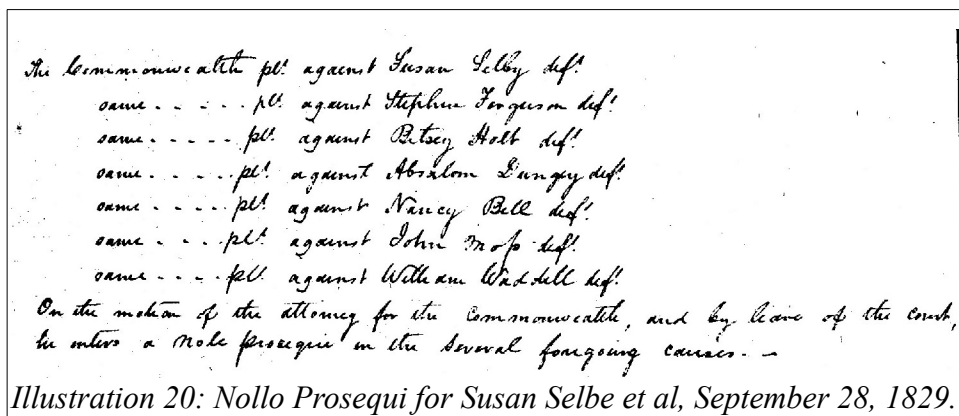 The Commonwealth plt. against Susan Selby deft.
same - - - - - plt. against Stephen Ferguson deft.
same - - - - - plt. against Betsey Holt deft.
same - - - - plt. against Absalom Dungey deft.
same - - - - plt. against Nancy Bell deft.
same - - - plt. against John Moss deft.
same - - - - plt. against William Waddell deft.
On the motion of the attorney for the Commonwealth, and by leave of the court,
he enters a Nole prosequi in the several foregoing causes. -
Illustration 20: Nollo Prosequi for Susan Selbe et al, September 28, 1829.